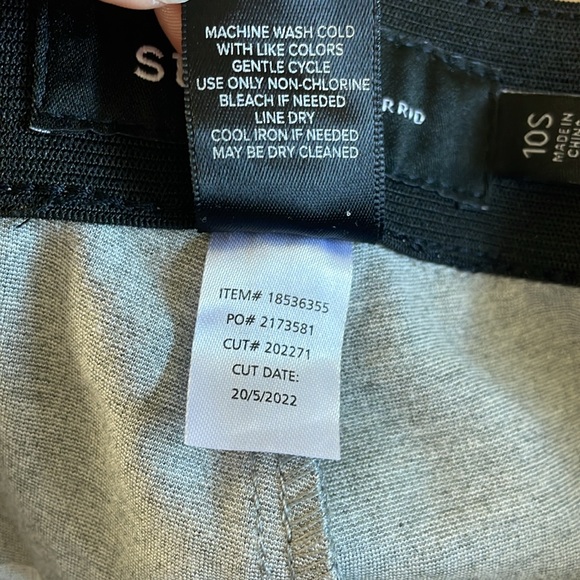 MACHINE WASH COLD
WITH LIKE COLORS
GENTLE CYCLE
USE ONLY NON-CHLORINE
BLEACH IF NEEDED
LINE DRY
COOL IRON IF NEEDED
MAY BE DRY CLEANED
10S
MADE IN
ITEM# 18536355
PO# 2173581
CUT# 202271
CUT DATE:
20/5/2022